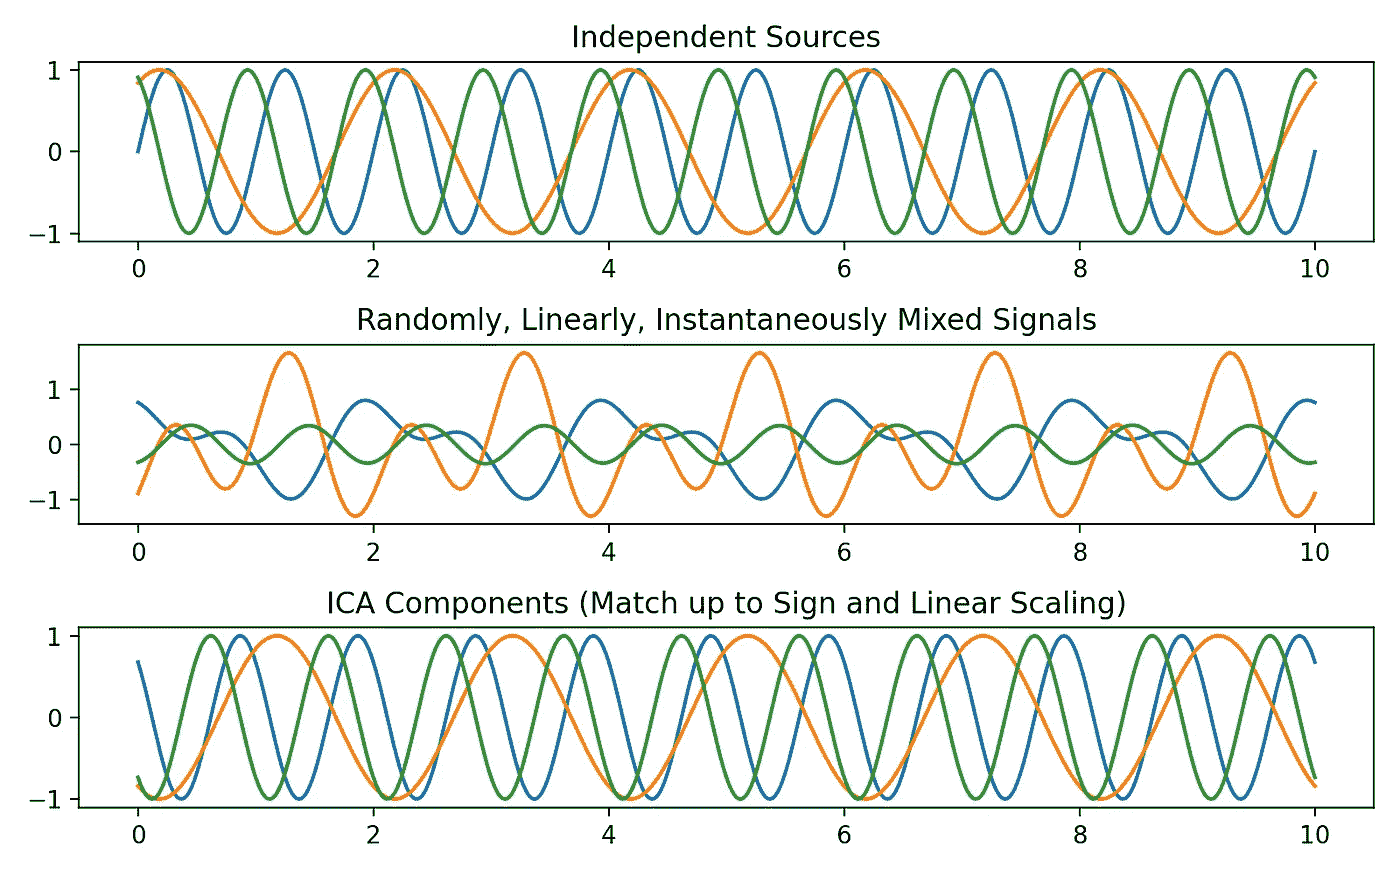 Independent Sources
1
0
−1
0 2 4 6 8 10
Randomly, Linearly, Instantaneously Mixed Signals
1
0
−1
0 2 4 6 8 10
ICA Components (Match up to Sign and Linear Scaling)
1
0
−1
0 2 4 6 8 10